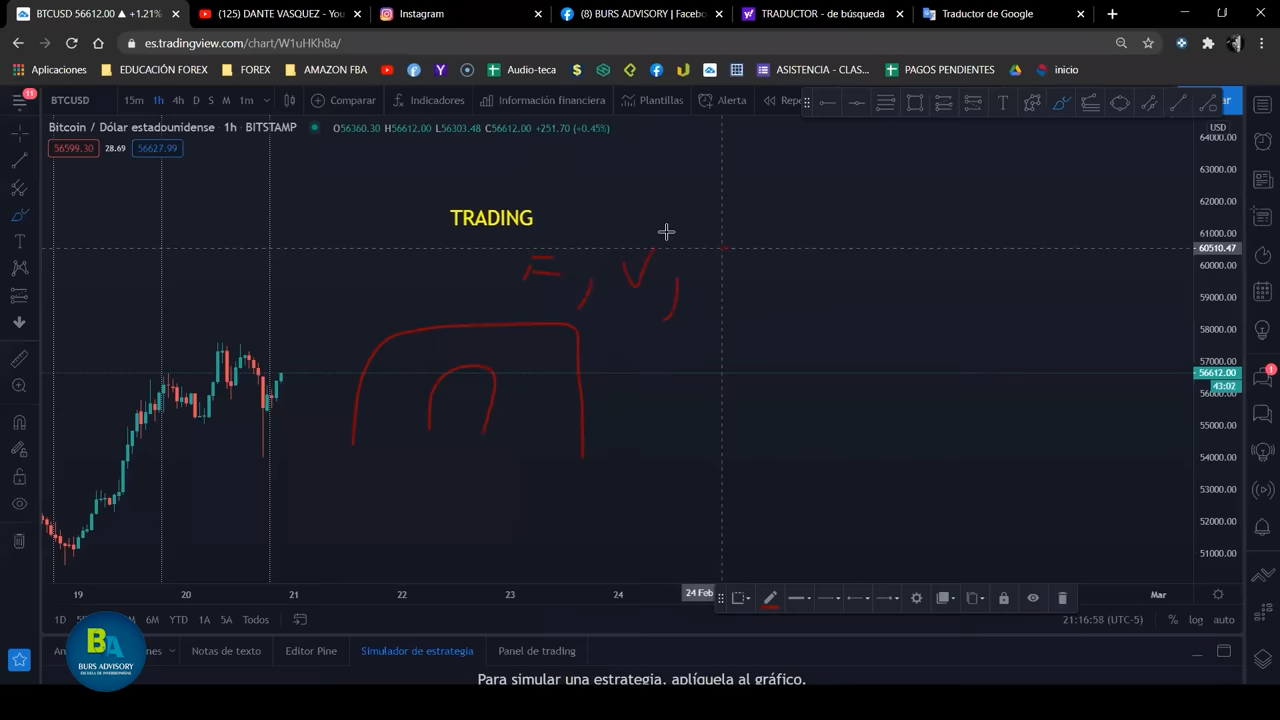 BTCUSD 56612.00 ▲ +1.21%
(125) DANTE VASQUEZ - You
Instagram
(8) BURS ADVISORY | Facebo
TRADUCTOR - de búsqueda
Traductor de Google
es.tradingview.com/chart/W1uHKh8a/
Aplicaciones
EDUCACIÓN FOREX
FOREX
AMAZON FBA
Audio-teca
ASISTENCIA - CLAS...
PAGOS PENDIENTES
inicio
11
BTCUSD
15m 1h 4h D S M 1m
Comparar
Indicadores
Información financiera
Plantillas
Alerta
Repr
ar
Bitcoin / Dólar estadounidense · 1h · BITSTAMP
O56360.30 H56612.00 L56303.48 C56612.00 +251.70 (+0.45%)
USD
56599.30 28.69 56627.99
64000.00
63000.00
62000.00
TRADING
61000.00
60510.47
60000.00
59000.00
58000.00
57000.00
56612.00
43:02
56000.00
55000.00
54000.00
53000.00
52000.00
51000.00
1
19 20 21 22 23 24 24 Feb Mar
1D
6M YTD 1A 5A Todos
21:16:58 (UTC-5)
% log auto
Notas de texto
Editor Pine
Simulador de estrategia
Panel de trading
BA
BURS ADVISORY
ESCUELA DE INVERSIONISTAS
Para simular una estrategia, aplíquela al gráfico.